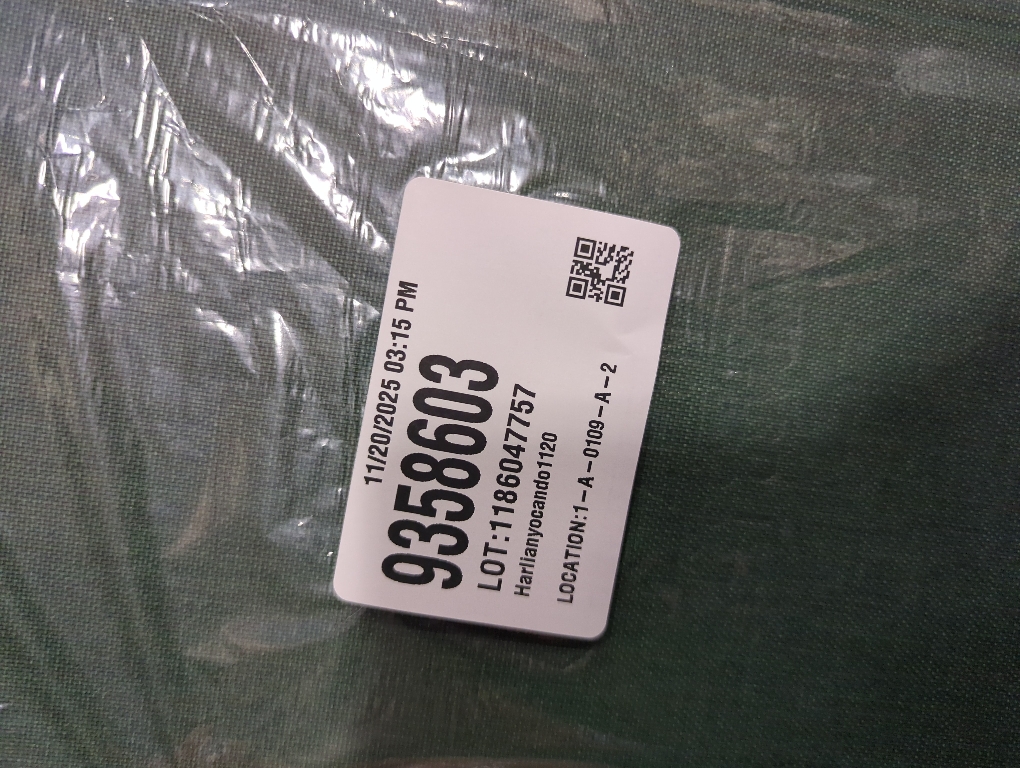 11/20/2025 03:15 PM
9358603
LOT:1186047757
Harlianyocando1120
LOCATION:1-A-0109-A-2